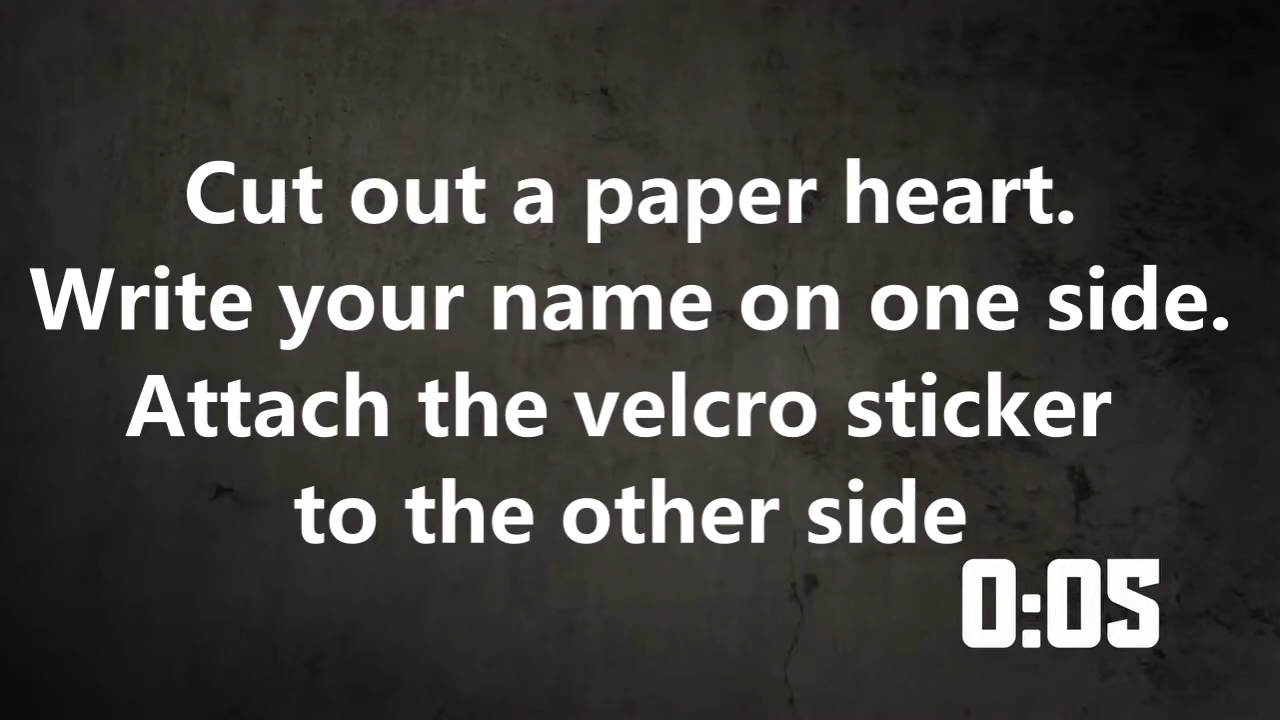 Cut out a paper heart.
Write your name on one side.
Attach the velcro sticker
to the other side
0:05